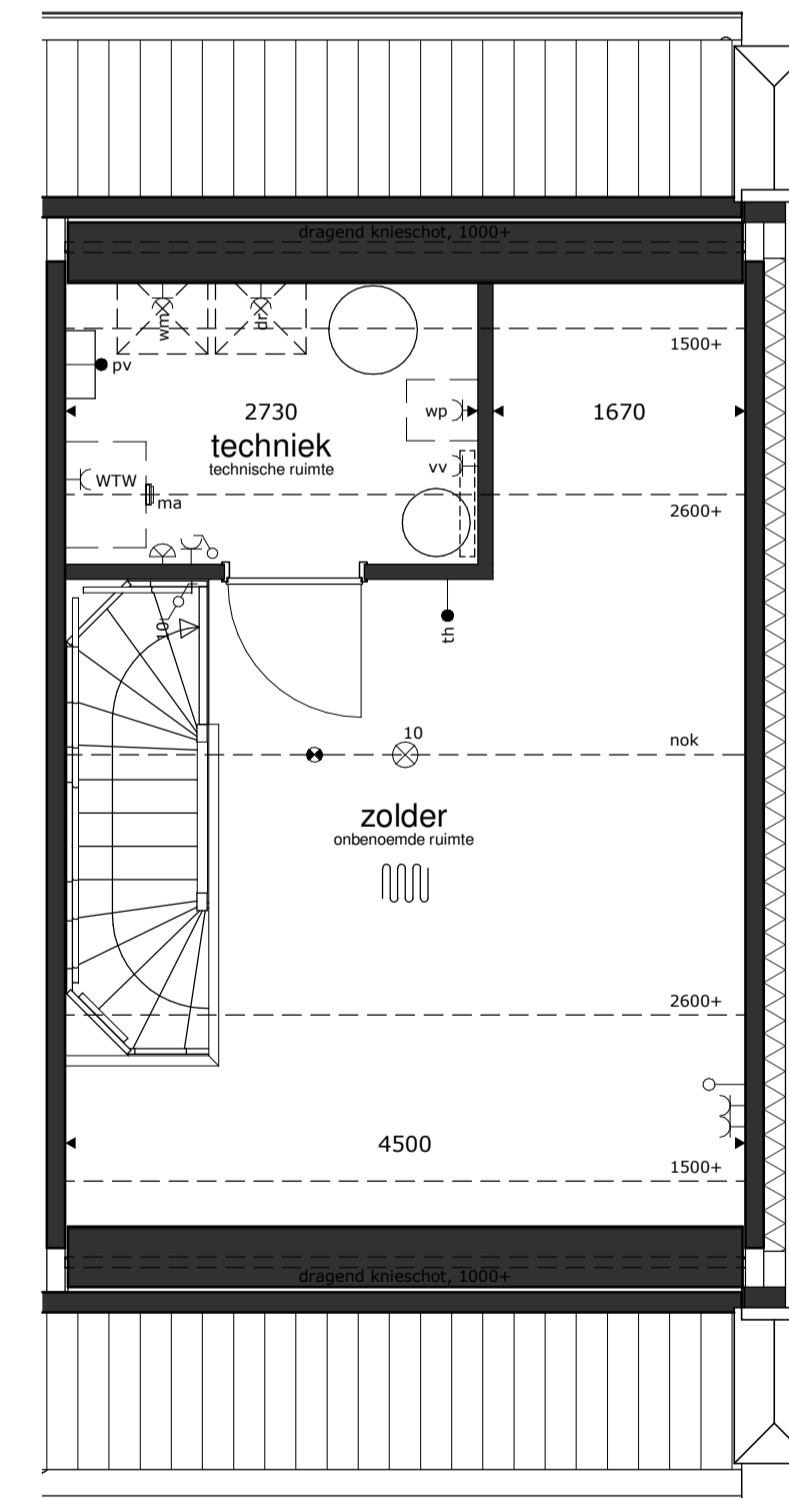 dragend knieschot, 1000+
wm
dr
1500+
pv
2730
wp
1670
techniek
technische ruimte
vv
WTW
ma
2600+
10
th
10
nok
zolder
onbenoemde ruimte
2600+
4500
1500+
dragend knieschot, 1000+